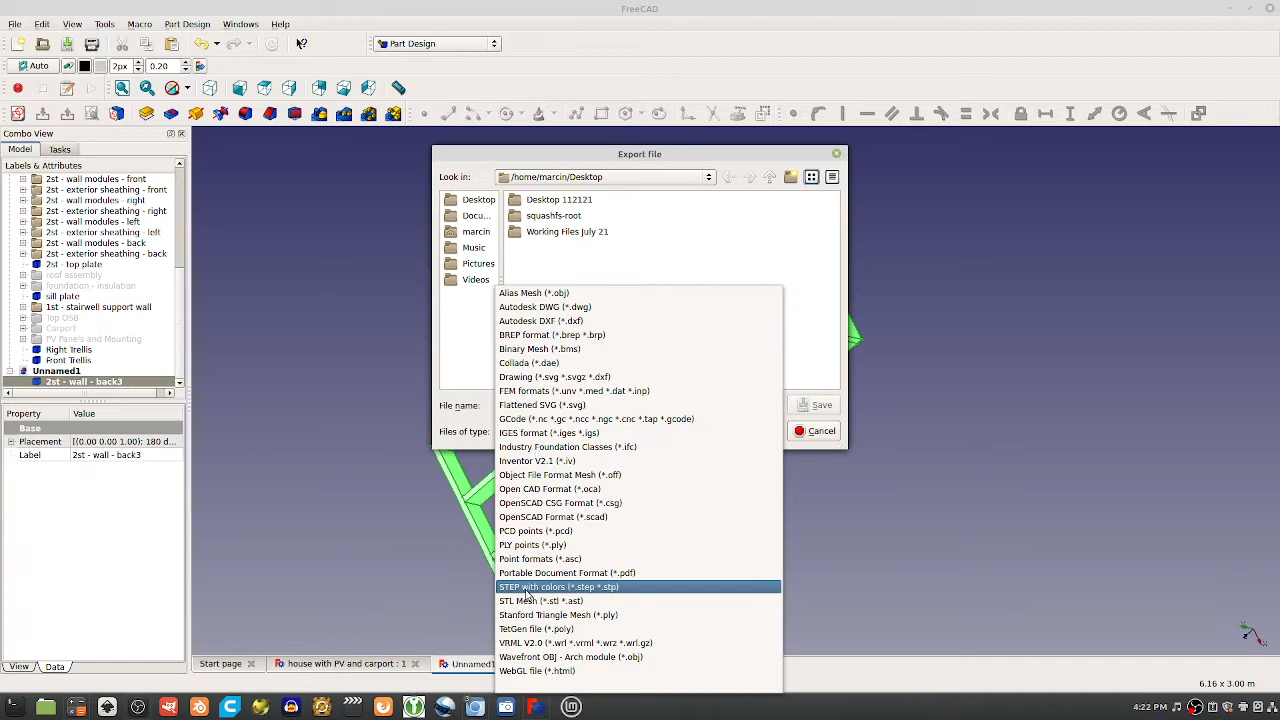 FreeCAD
File Edit View Tools Macro Part Design Windows Help
Part Design
Auto 2px 0.20
Combo View
Model Tasks
Labels & Attributes
2st - wall modules - front
2st - exterior sheathing - front
2st - wall modules - right
2st - exterior sheathing - right
2st - wall modules - left
2st - exterior sheathing - left
2st - wall modules - back
2st - exterior sheathing - back
2st - top plate
roof assembly
foundation - insulation
sill plate
1st - stairwell support wall
Top OSB
Carport
PV Panels and Mounting
Right Trellis
Front Trellis
Unnamed1
2st - wall - back3
Property Value
Base
Placement [(0.00 0.00 1.00); 180 d...
Label 2st - wall - back3
View Data
Export file
Look in: /home/marcin/Desktop
Desktop
Docu...
marcin
Music
Pictures
Videos
Desktop 112121
squashfs-root
Working Files July 21
File name:
Files of type:
Save
Cancel
Alias Mesh (*.obj)
Autodesk DWG (*.dwg)
Autodesk DXF (*.dxf)
BREP format (*.brep *.brp)
Binary Mesh (*.bms)
Collada (*.dae)
Drawing (*.svg *.svgz *.dxf)
FEM formats (*.unv *.med *.dat *.inp)
Flattened SVG (*.svg)
GCode (*.nc *.gc *.ncc *.ngc *.cnc *.tap *.gcode)
IGES format (*.iges *.igs)
Industry Foundation Classes (*.ifc)
Inventor V2.1 (*.iv)
Object File Format Mesh (*.off)
Open CAD Format (*.oca)
OpenSCAD CSG Format (*.csg)
OpenSCAD Format (*.scad)
PCD points (*.pcd)
PLY points (*.ply)
Point formats (*.asc)
Portable Document Format (*.pdf)
STEP with colors (*.step *.stp)
STL Mesh (*.stl *.ast)
Stanford Triangle Mesh (*.ply)
TetGen file (*.poly)
VRML V2.0 (*.wrl *.vrml *.wrz *.wrl.gz)
Wavefront OBJ - Arch module (*.obj)
WebGL file (*.html)
Start page house with PV and carport : 1 Unnamed1
6.16 x 3.00 m
4:22 PM